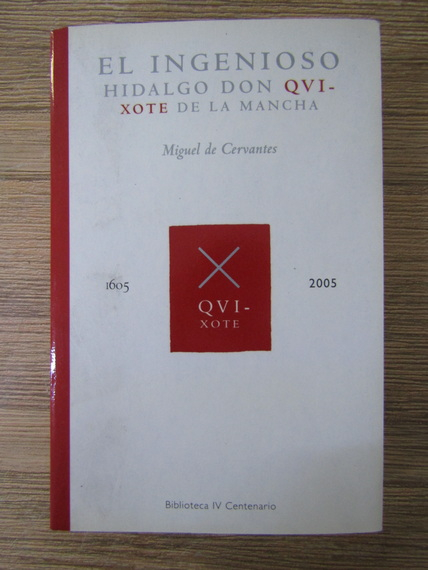 EL INGENIOSO
HIDALGO DON QVI-
XOTE DE LA MANCHA
Miguel de Cervantes
1605
2005
QVI-
XOTE
Biblioteca IV Centenario